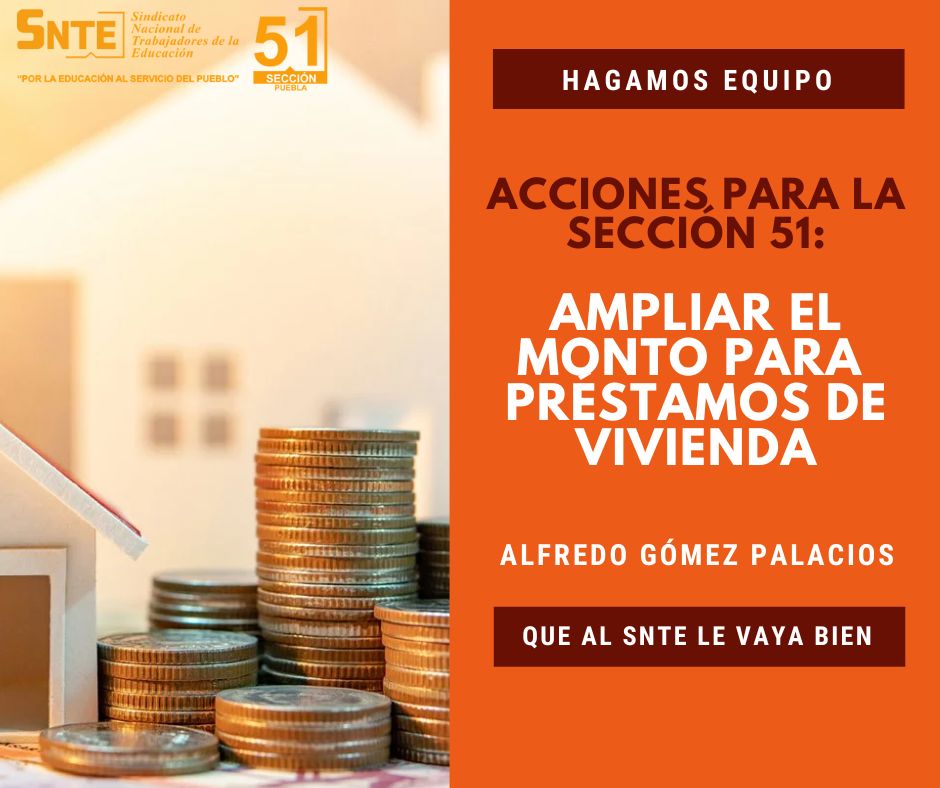 SNTE
Sindicato
Nacional de
Trabajadores de la
Educación
"POR LA EDUCACIÓN AL SERVICIO DEL PUEBLO"
51
SECCIÓN
PUEBLA
HAGAMOS EQUIPO
ACCIONES PARA LA
SECCIÓN 51:
AMPLIAR EL
MONTO PARA
PRÉSTAMOS DE
VIVIENDA
ALFREDO GÓMEZ PALACIOS
QUE AL SNTE LE VAYA BIEN